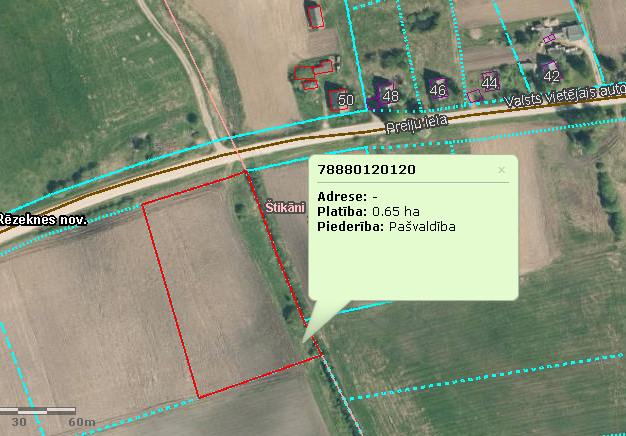 42
44
46
48
50
Valsts vietējais auto
Preiļu iela
78880120120
×
Adrese: -
Platība: 0.65 ha
Piederība: Pašvaldība
Štikāni
Rēzeknes nov.
30 60m